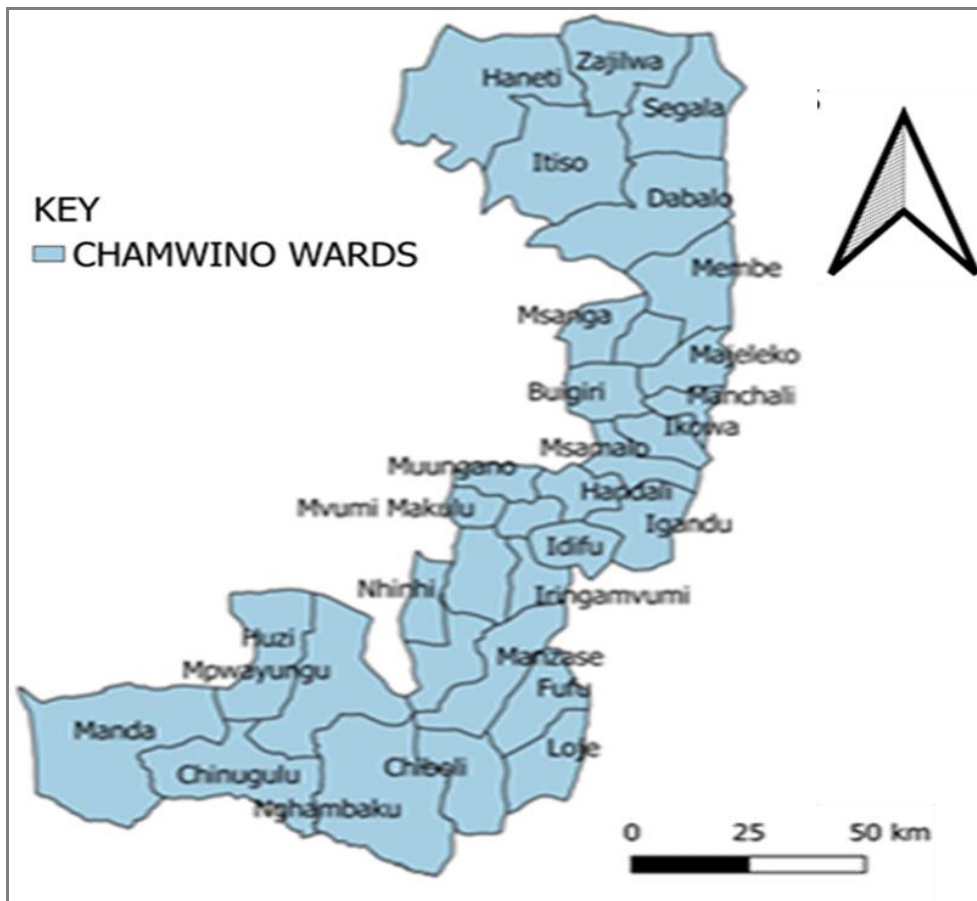 Zajilwa
Haneti
Segala
Itiso
KEY
Dabalo
CHAMWINO WARDS
Membe
Msanga
Majeleko
Buigiri
Manchali
Ikowa
Msamalo
Muungano
Handali
Mvumi Makulu
Igandu
Idifu
Nhinhi
Iringamvumi
Huzi
Manzase
Mpwayungu
Fufu
Manda
Loje
Chiboli
Chinugulu
Nghambaku
0 25 50 km